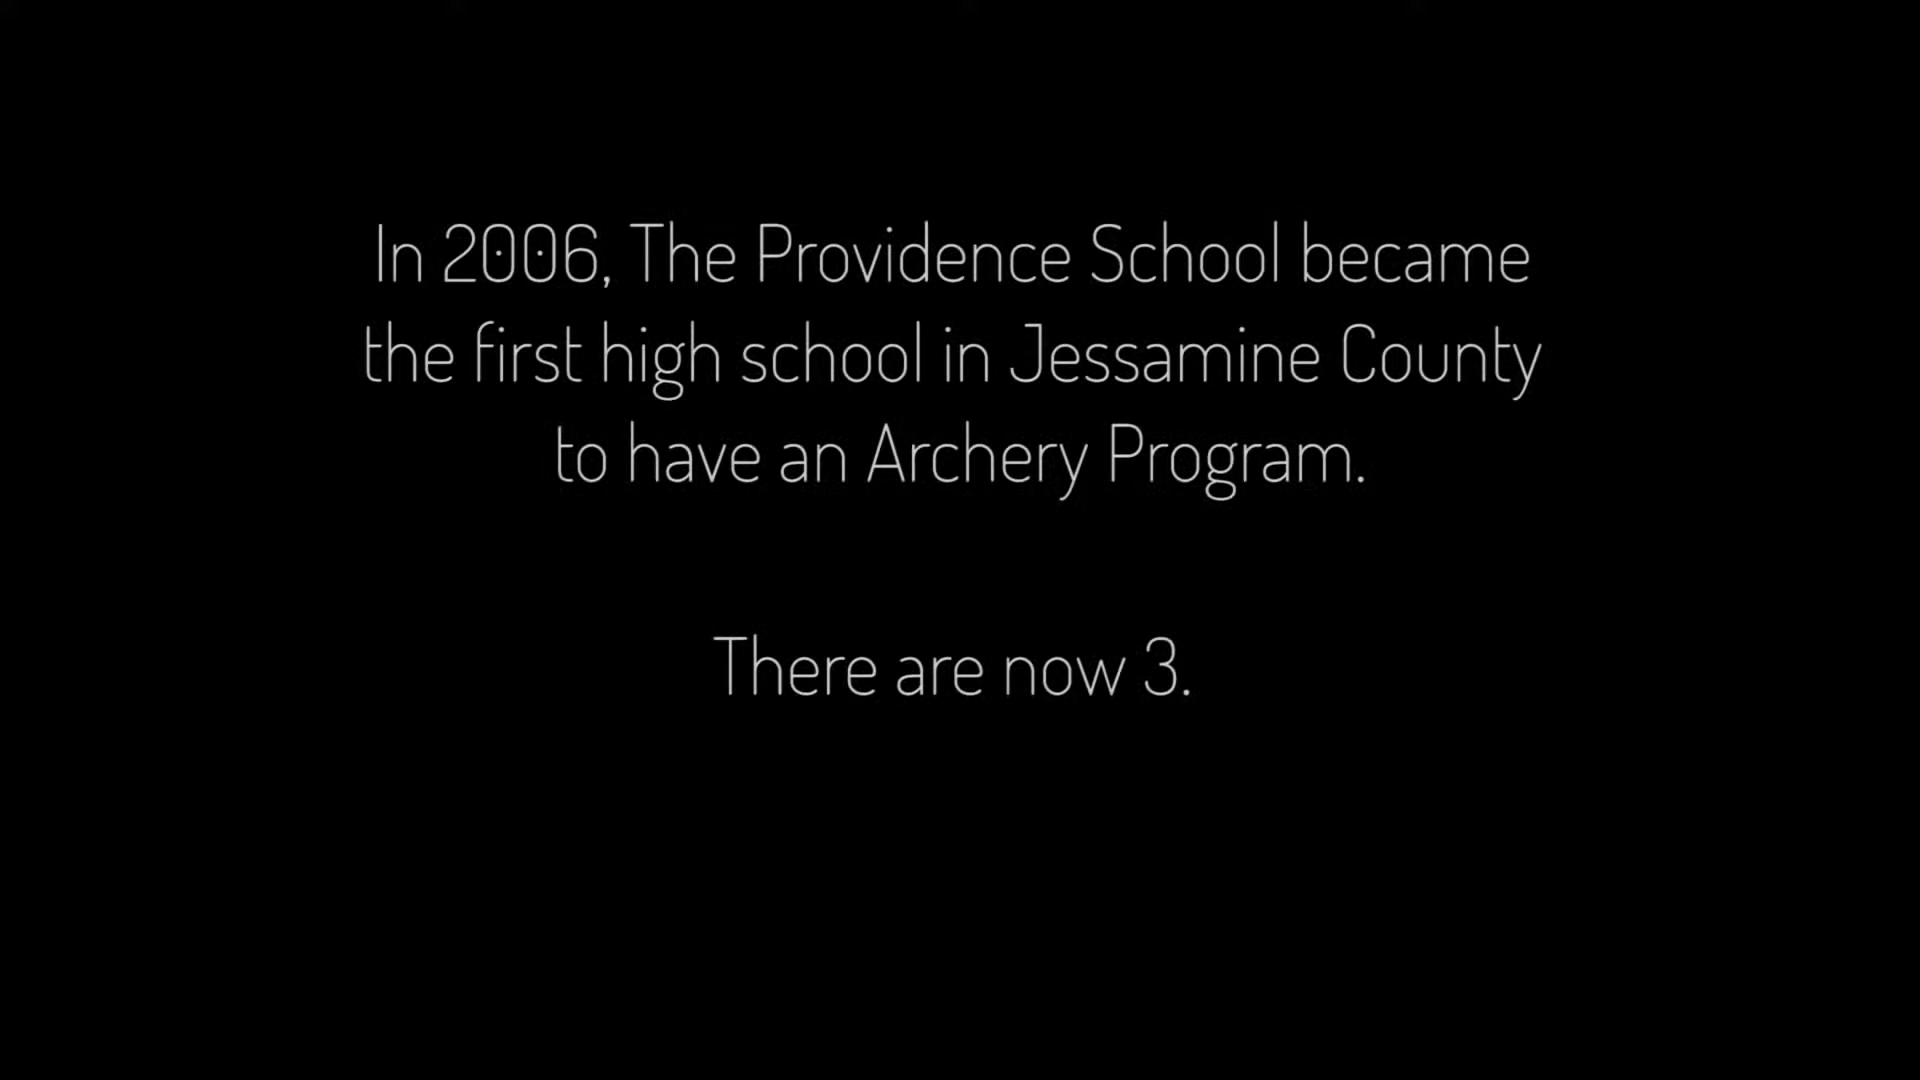 In 2006, The Providence School became
the first high school in Jessamine County
to have an Archery Program.
There are now 3.